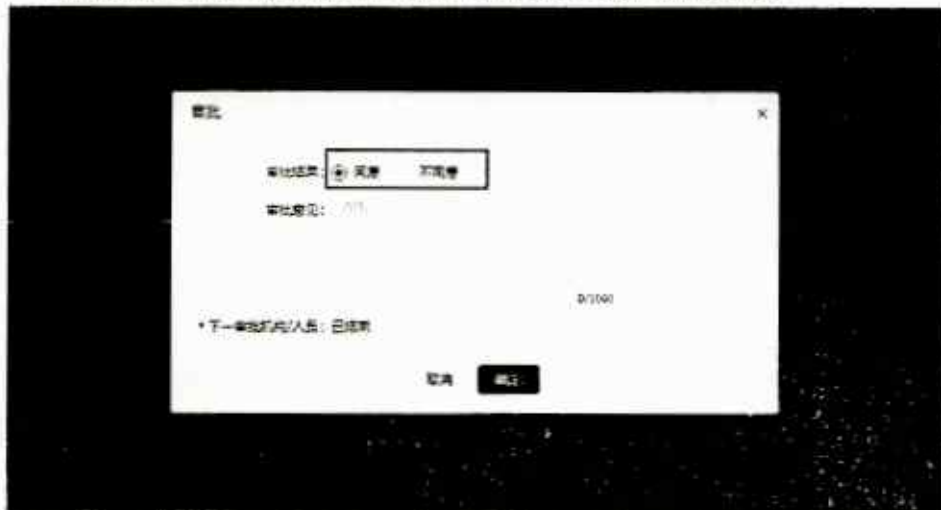 审批 ×
审批结果： 同意 不同意
审批意见：
0/1000
* 下一审批机构/人员：已结束
取消 确定